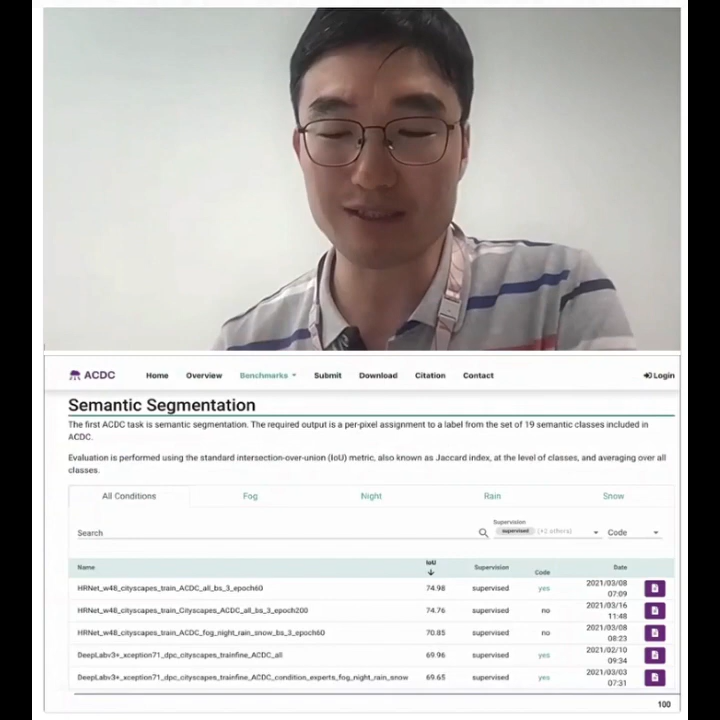 ACDC Home Overview Benchmarks Submit Download Citation Contact Login
Semantic Segmentation
The first ACDC task is semantic segmentation. The required output is a per-pixel assignment to a label from the set of 19 semantic classes included in
ACDC.
Evaluation is performed using the standard intersection-over-union (IoU) metric, also known as Jaccard index, at the level of classes, and averaging over all
classes.
All Conditions Fog Night Rain Snow
Supervision
Search supervised (+2 others) Code
Name IoU Supervision Code Date
HRNet_w48_cityscapes_train_ACDC_all_bs_3_epoch60 74.98 supervised yes 2021/03/08
07:09
HRNet_w48_cityscapes_train_Cityscapes_ACDC_all_bs_3_epoch200 74.76 supervised no 2021/03/16
11:48
HRNet_w48_cityscapes_train_ACDC_fog_night_rain_snow_bs_3_epoch60 70.85 supervised no 2021/03/08
08:23
DeepLabv3+_xception71_dpc_cityscapes_trainfine_ACDC_all 69.96 supervised yes 2021/02/10
09:34
DeepLabv3+_xception71_dpc_cityscapes_trainfine_ACDC_condition_experts_fog_night_rain_snow 69.65 supervised yes 2021/03/03
07:31
100